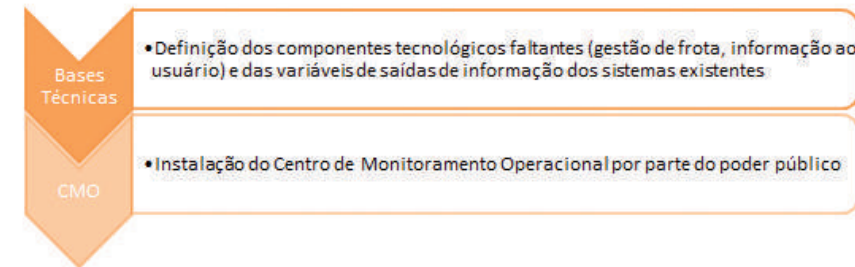 Bases
Técnicas
•Definição dos componentes tecnológicos faltantes (gestão de frota, informação ao
usuário) e das variáveis de saídas de informação dos sistemas existentes
CMO
•Instalação do Centro de Monitoramento Operacional por parte do poder público